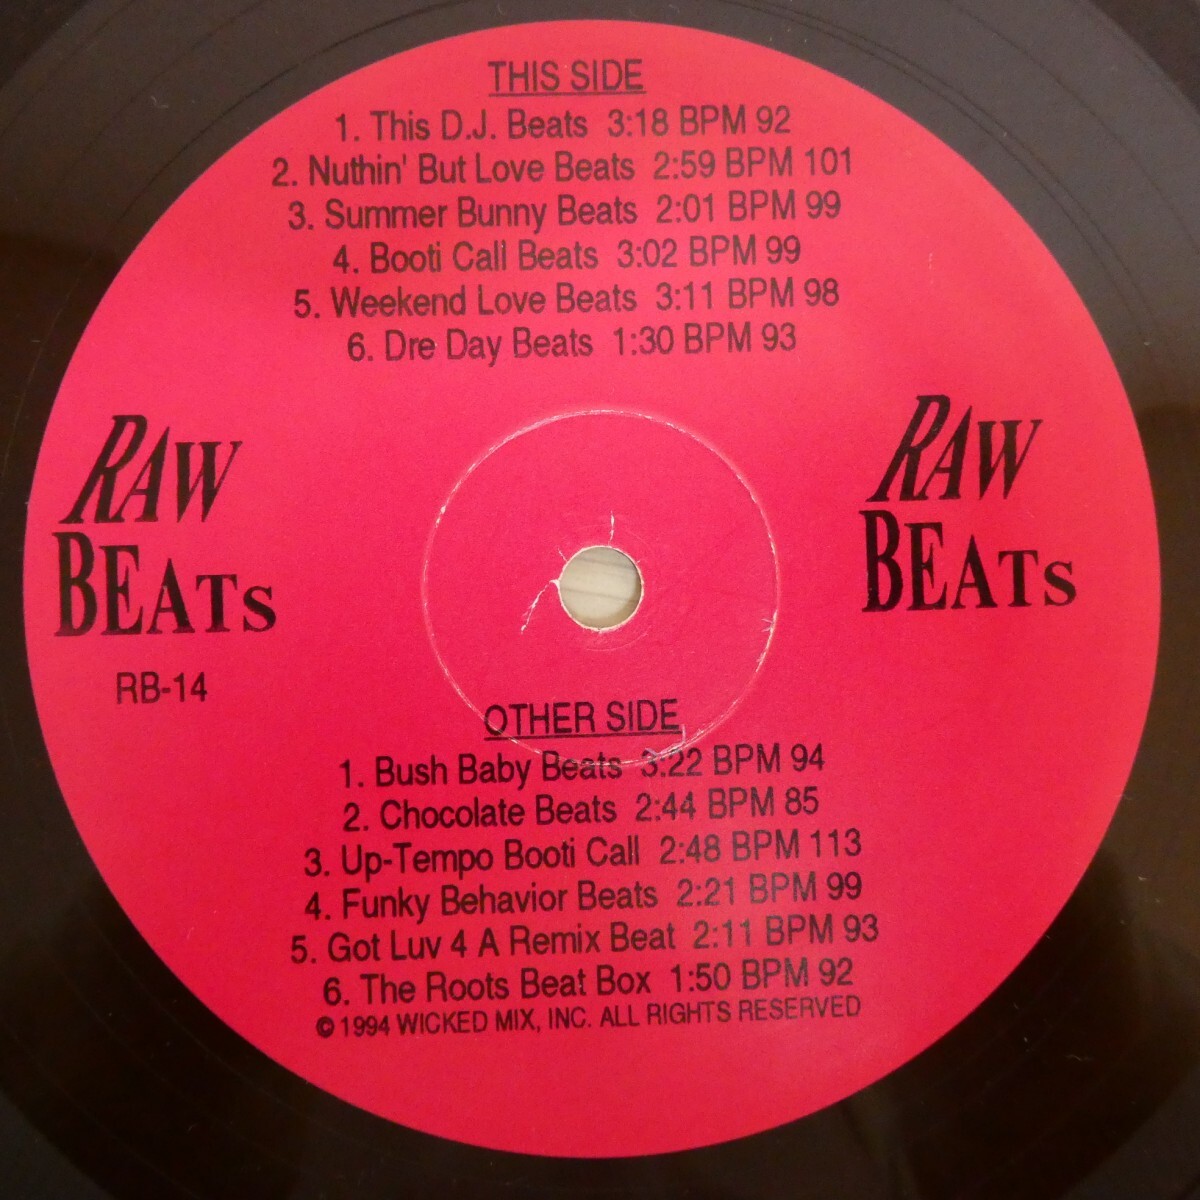 THIS SIDE
1. This D.J. Beats 3:18 BPM 92
2. Nuthin' But Love Beats 2:59 BPM 101
3. Summer Bunny Beats 2:01 BPM 99
4. Booti Call Beats 3:02 BPM 99
5. Weekend Love Beats 3:11 BPM 98
6. Dre Day Beats 1:30 BPM 93
RAW
BEATS
RB-14
RAW
BEATS
OTHER SIDE
1. Bush Baby Beats 3:22 BPM 94
2. Chocolate Beats 2:44 BPM 85
3. Up-Tempo Booti Call 2:48 BPM 113
4. Funky Behavior Beats 2:21 BPM 99
5. Got Luv 4 A Remix Beat 2:11 BPM 93
6. The Roots Beat Box 1:50 BPM 92
© 1994 WICKED MIX, INC. ALL RIGHTS RESERVED